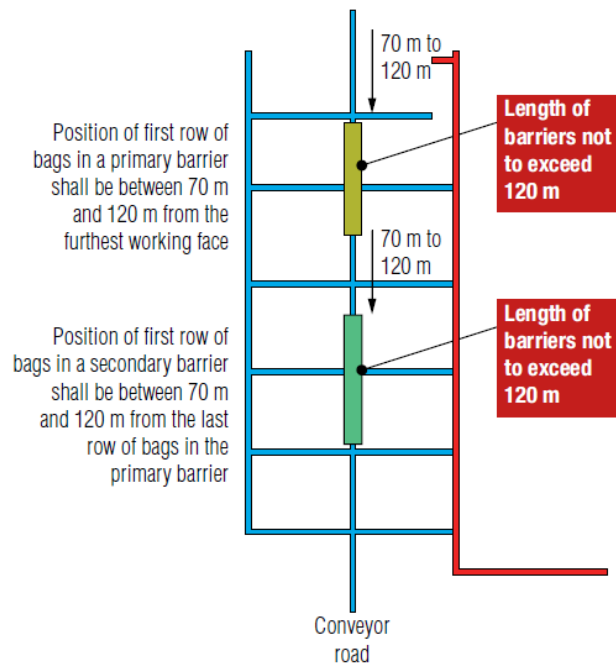 70 m to
120 m
Length of
barriers not
to exceed
120 m
Position of first row of
bags in a primary barrier
shall be between 70 m
and 120 m from the
furthest working face
70 m to
120 m
Length of
barriers not
to exceed
120 m
Position of first row of
bags in a secondary barrier
shall be between 70 m
and 120 m from the last
row of bags in the
primary barrier
Conveyor
road